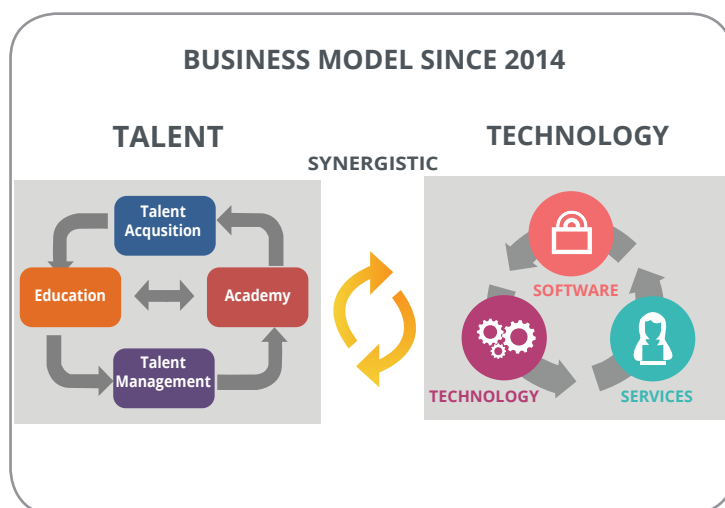 BUSINESS MODEL SINCE 2014
TALENT
SYNERGISTIC
TECHNOLOGY
Talent
Acqusition
Education
Academy
Talent
Management
SOFTWARE
TECHNOLOGY
SERVICES